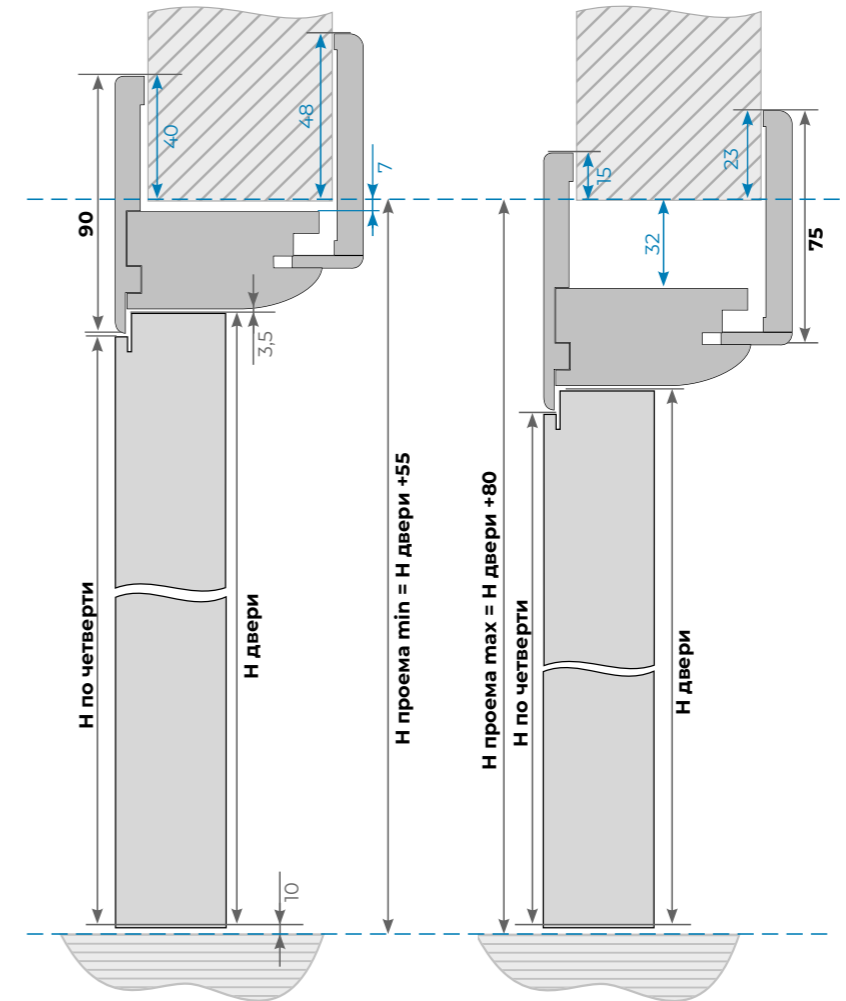 40
48
7
90
3,5
H по четверти
H двери
H проема min = H двери +55
10
15
23
32
75
H проема max = H двери +80
H по четверти
H двери